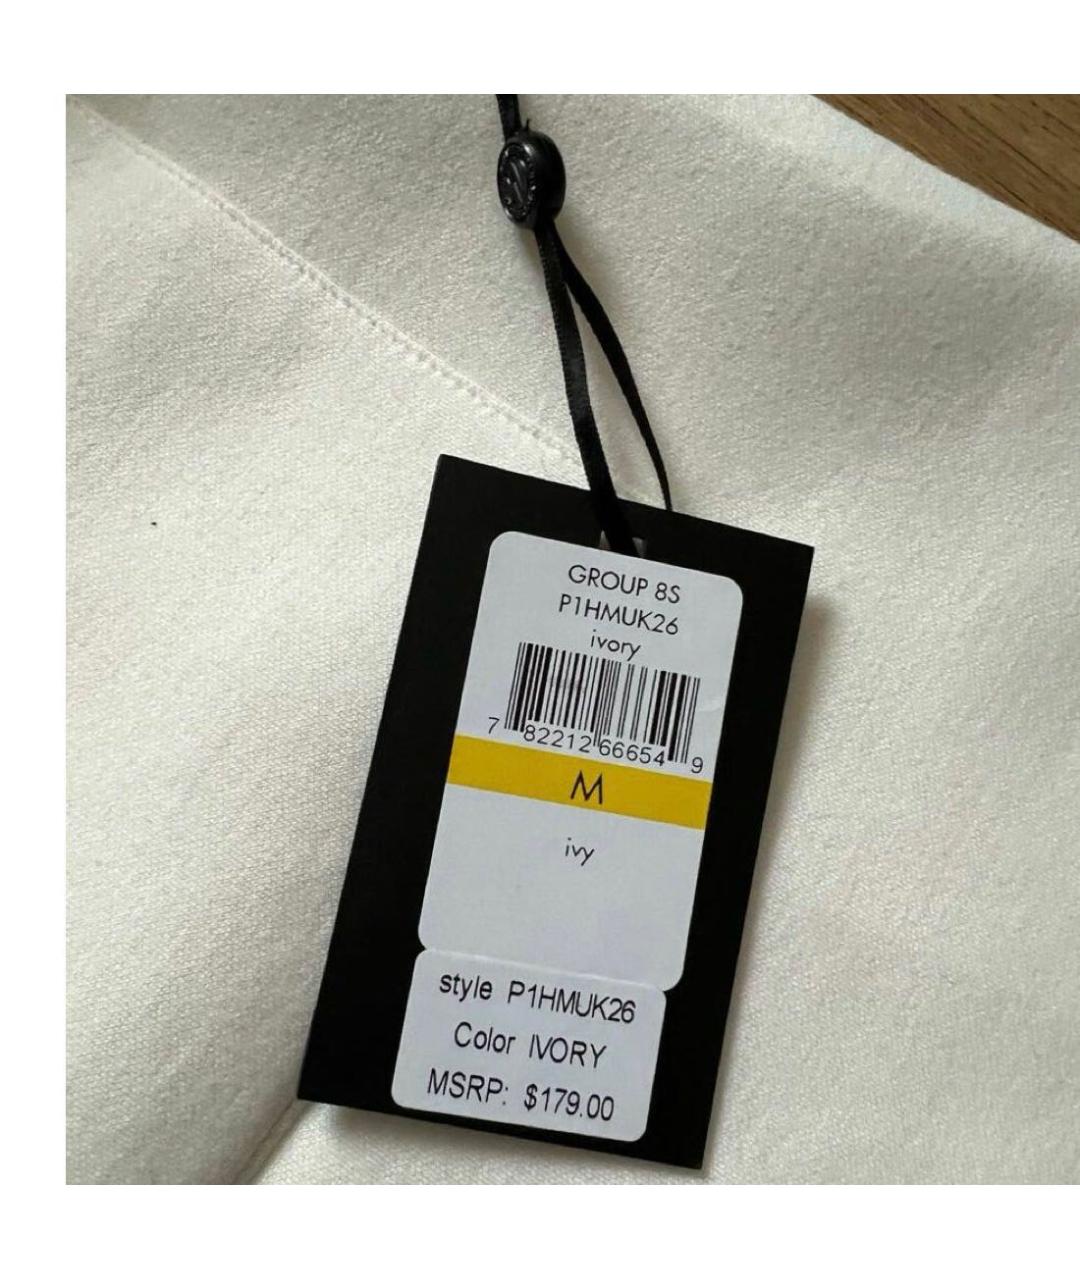 GROUP 8S
P1HMUK26
ivory
7 82212 66654 9
M
ivy
style P1HMUK26
Color IVORY
MSRP: $179.00